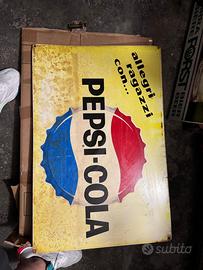 allegri
ragazzi
con...
PEPSI-COLA
subito